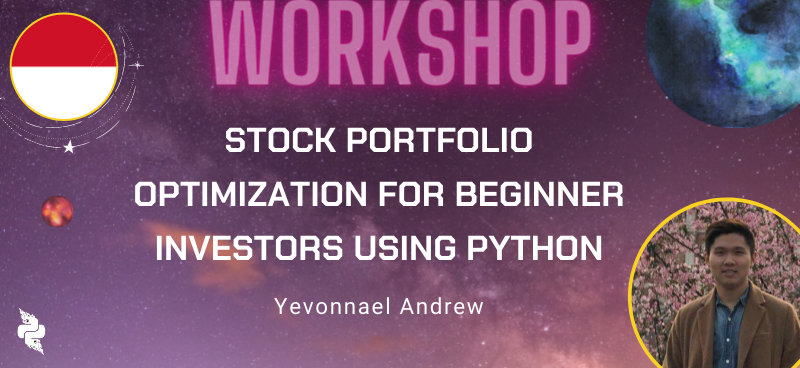 WORKSHOP
STOCK PORTFOLIO
OPTIMIZATION FOR BEGINNER
INVESTORS USING PYTHON
Yevonnael Andrew